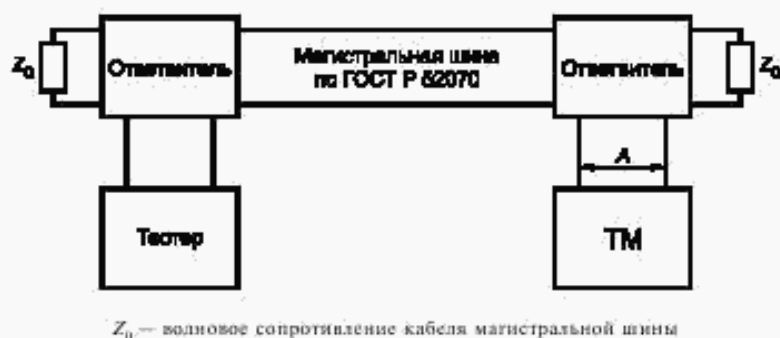 Z₀
Ответвитель
Магистральная шина
по ГОСТ Р 52070
Ответвитель
Z₀
A
Тестер
ТМ
Z₀ — волновое сопротивление кабеля магистральной шины